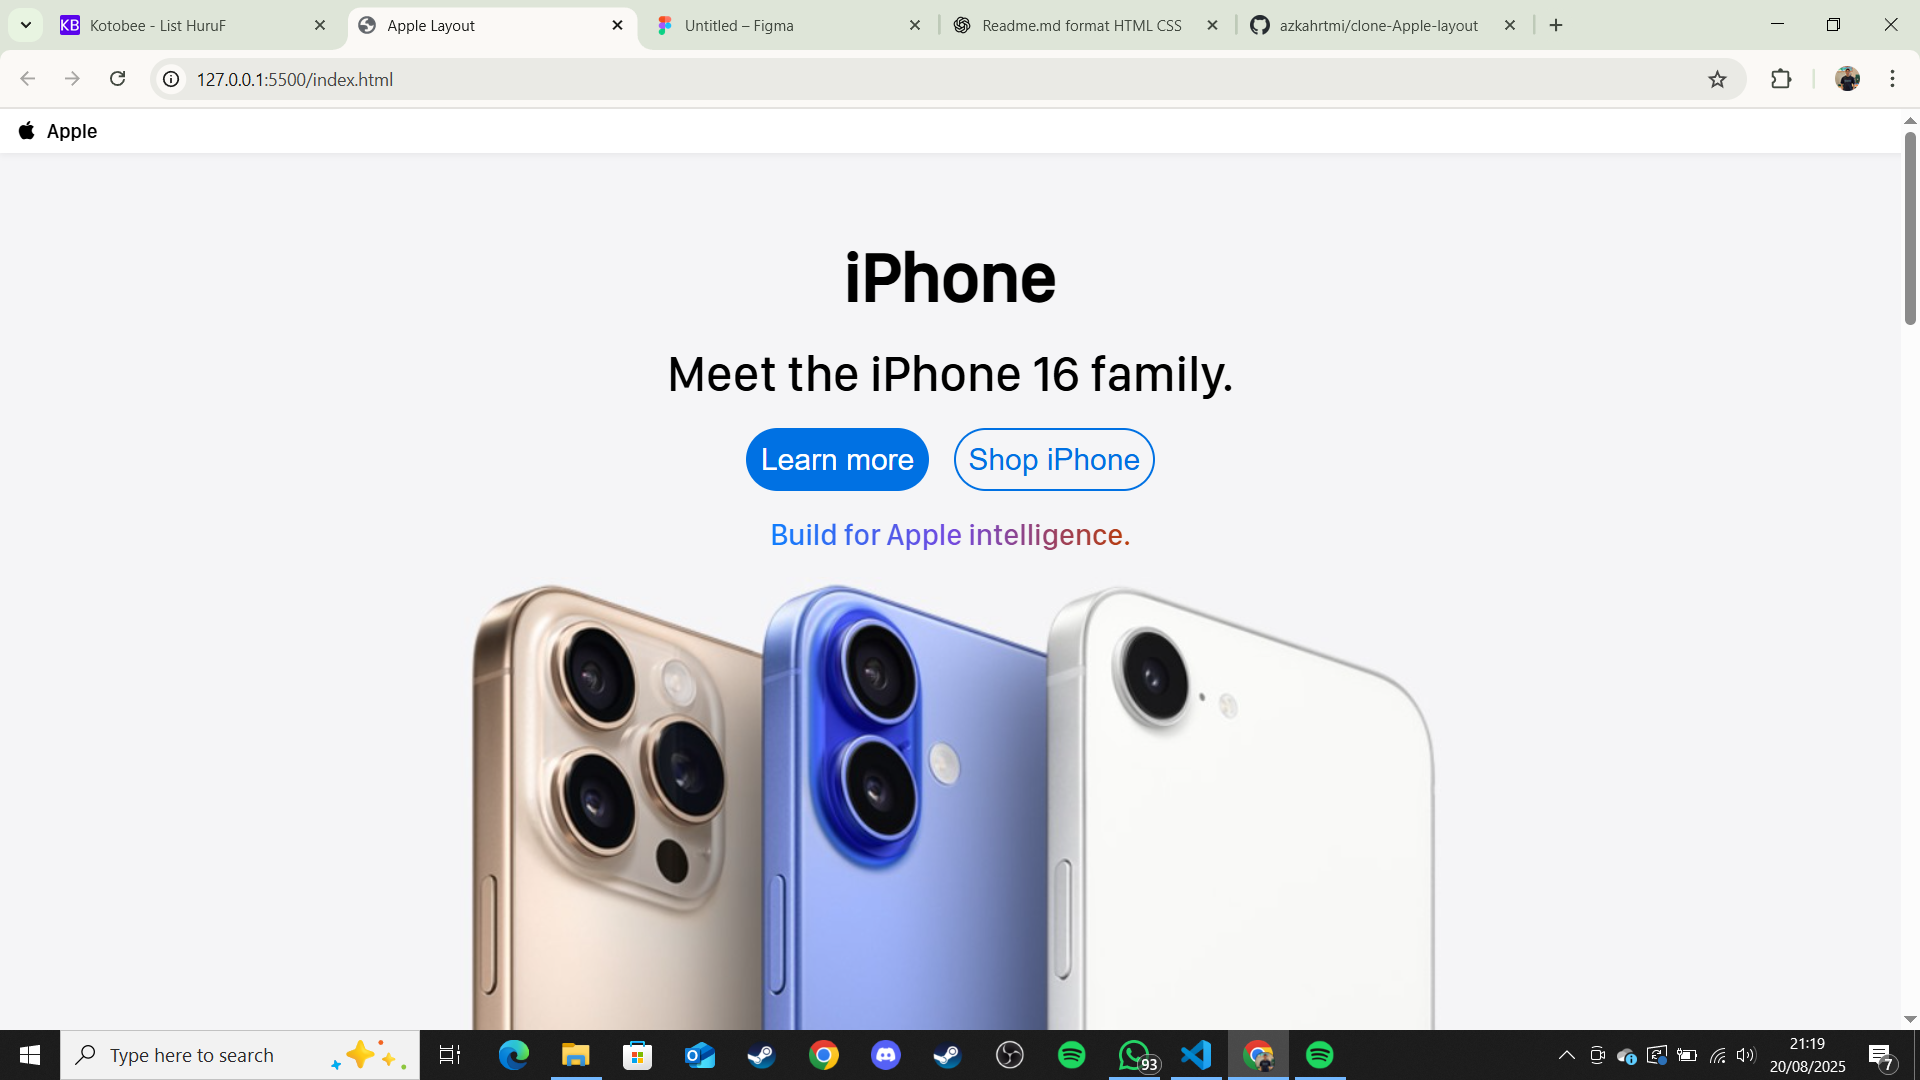 KB Kotobee - List HuruF
Apple Layout
Untitled – Figma
Readme.md format HTML CSS
azkahrtmi/clone-Apple-layout
127.0.0.1:5500/index.html
Apple
iPhone
Meet the iPhone 16 family.
Learn more Shop iPhone
Build for Apple intelligence.
Type here to search
93
21:19
20/08/2025
7